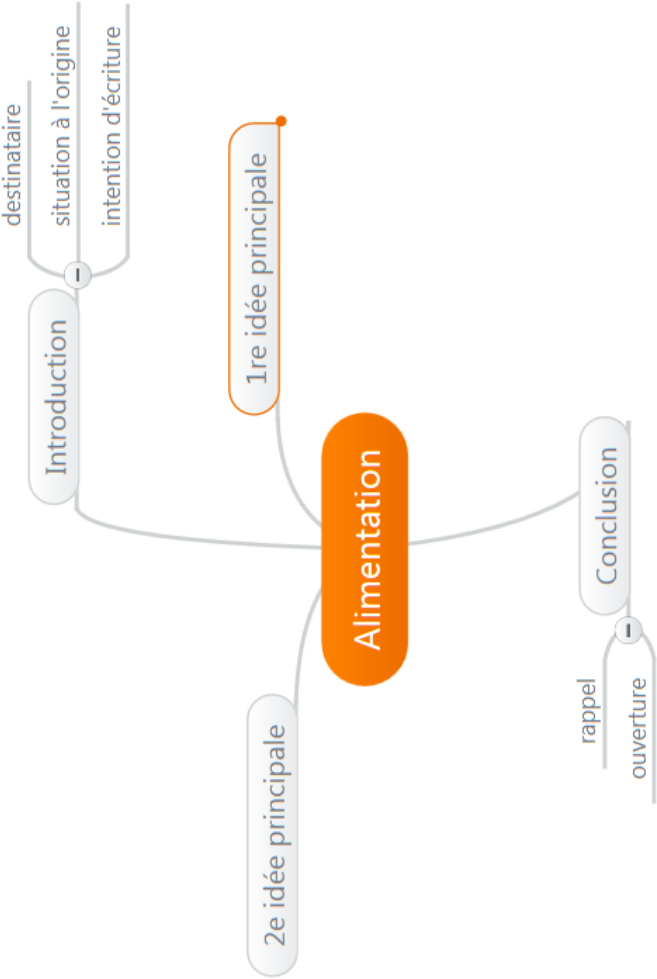 Introduction
destinataire
situation à l'origine
intention d'écriture
1re idée principale
Alimentation
2e idée principale
Conclusion
rappel
ouverture